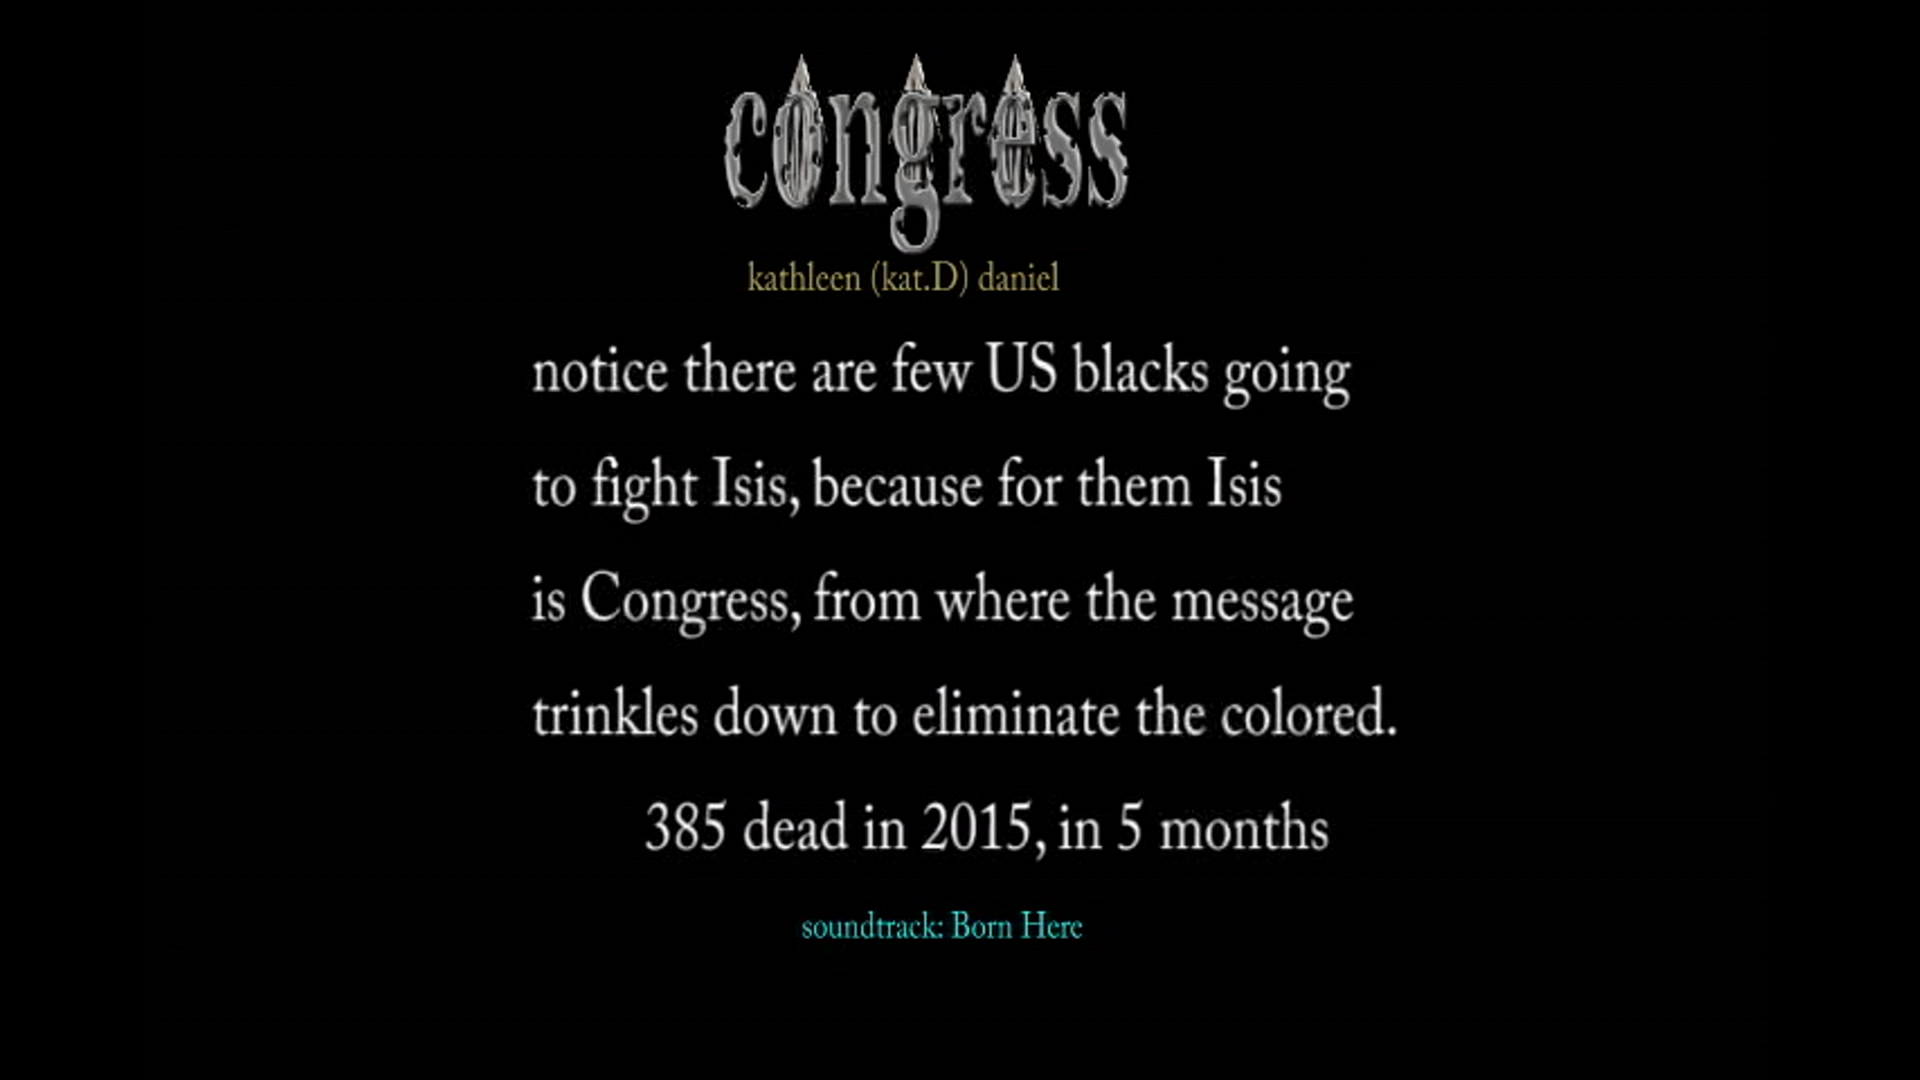 congress
kathleen (kat.D) daniel
notice there are few US blacks going
to fight Isis, because for them Isis
is Congress, from where the message
trinkles down to eliminate the colored.
385 dead in 2015, in 5 months
soundtrack: Born Here